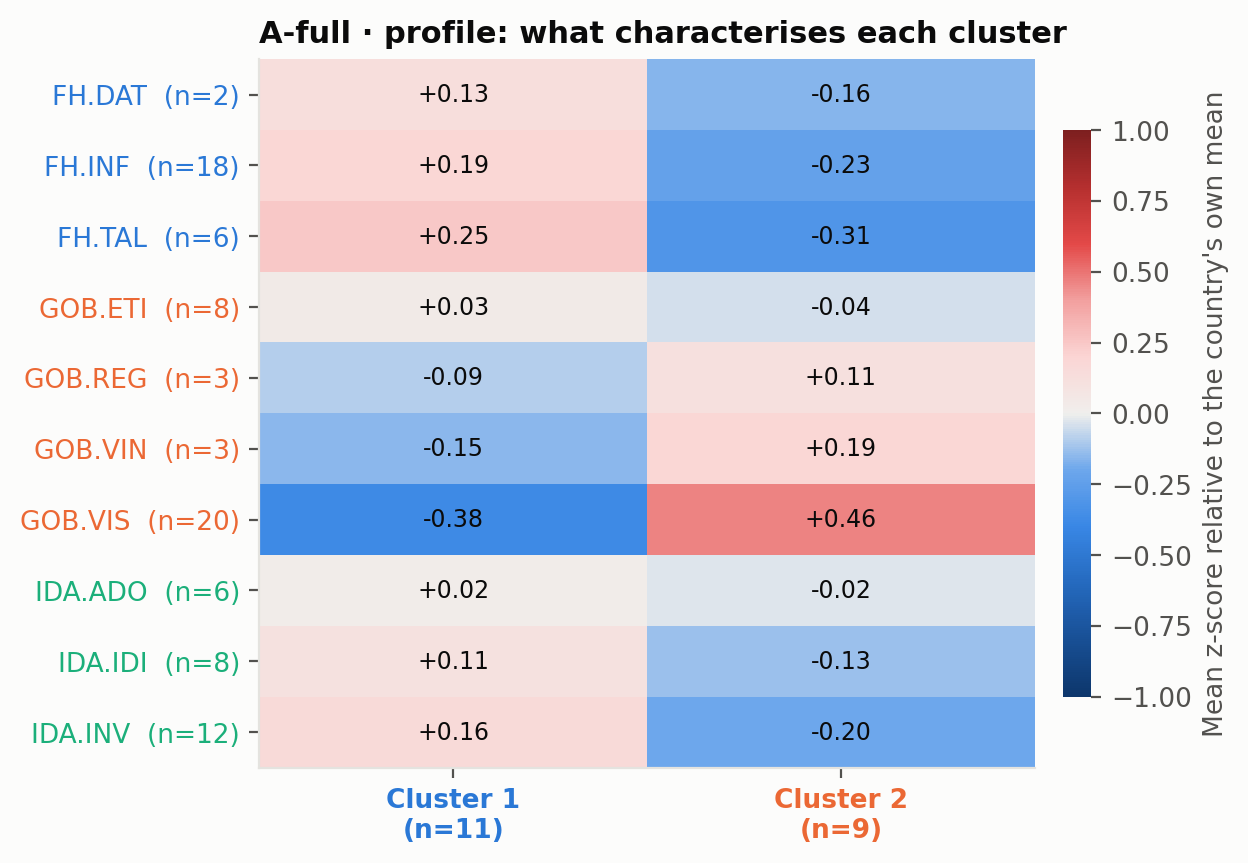 A-full · profile: what characterises each cluster
FH.DAT (n=2)
+0.13
-0.16
FH.INF (n=18)
+0.19
-0.23
FH.TAL (n=6)
+0.25
-0.31
GOB.ETI (n=8)
+0.03
-0.04
GOB.REG (n=3)
-0.09
+0.11
GOB.VIN (n=3)
-0.15
+0.19
GOB.VIS (n=20)
-0.38
+0.46
IDA.ADO (n=6)
+0.02
-0.02
IDA.IDI (n=8)
+0.11
-0.13
IDA.INV (n=12)
+0.16
-0.20
Cluster 1
(n=11)
Cluster 2
(n=9)
1.00
0.75
0.50
0.25
0.00
−0.25
−0.50
−0.75
−1.00
Mean z-score relative to the country's own mean